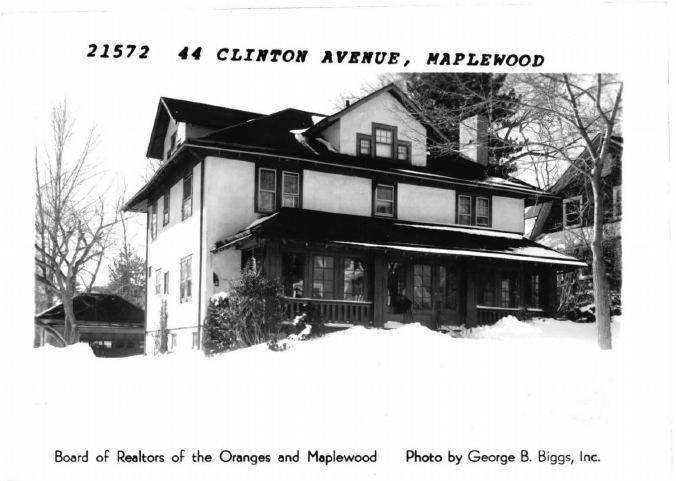 21572 44 CLINTON AVENUE, MAPLEWOOD
Board of Realtors of the Oranges and Maplewood Photo by George B. Biggs, Inc.